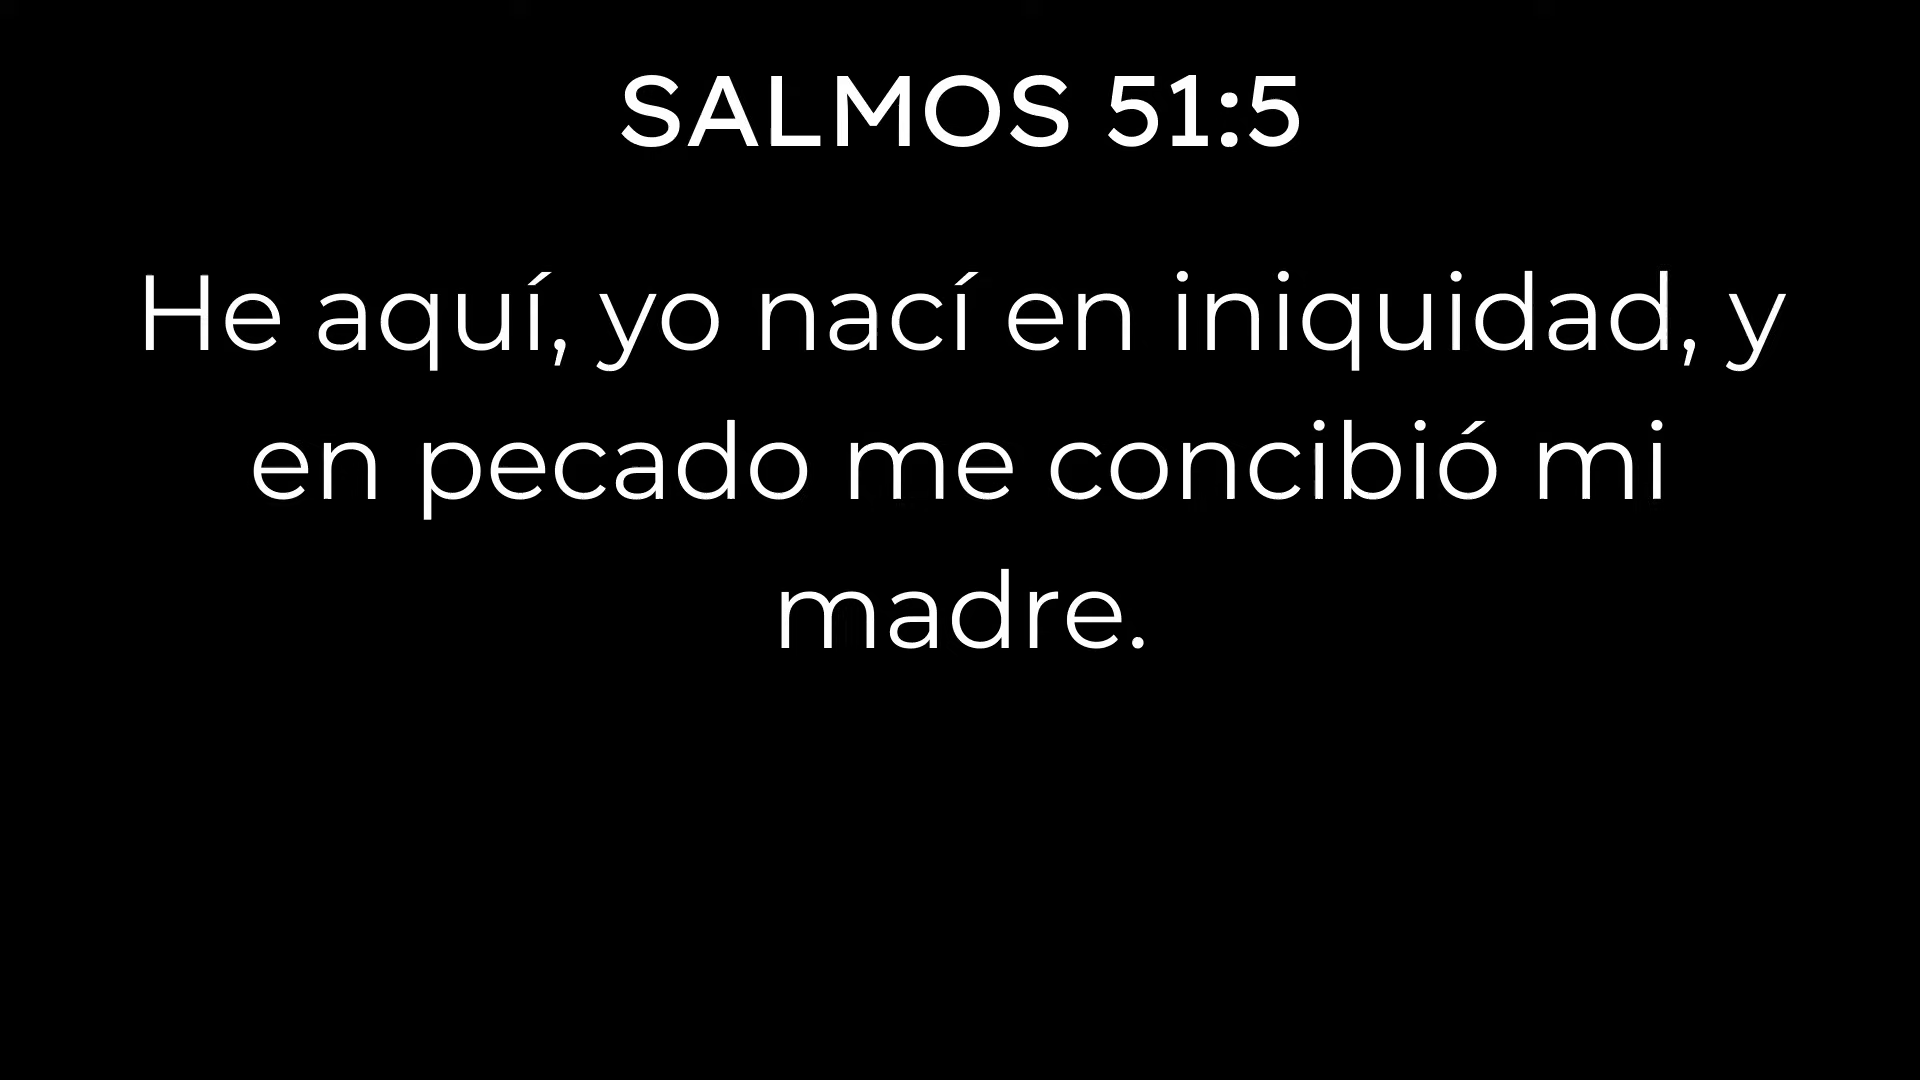 SALMOS 51:5
He aquí, yo nací en iniquidad, y
en pecado me concibió mi
madre.